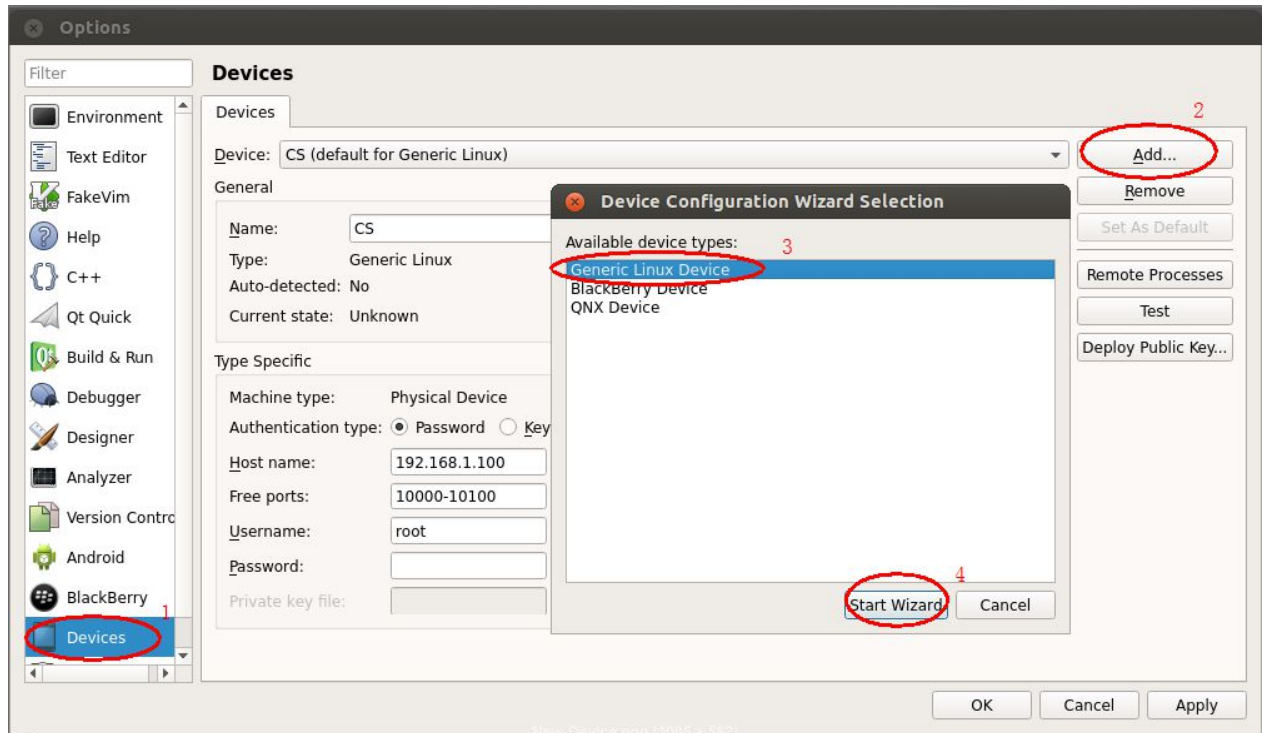 Options
Filter
Devices
Environment
Text Editor
FakeVim
Help
C++
Qt Quick
Build & Run
Debugger
Designer
Analyzer
Version Contro
Android
BlackBerry
1
Devices
Devices
2
Device: CS (default for Generic Linux)
Add...
Remove
Set As Default
Remote Processes
Test
Deploy Public Key...
General
Name: CS
Type: Generic Linux
Auto-detected: No
Current state: Unknown
Type Specific
Machine type: Physical Device
Authentication type: Password Key
Host name: 192.168.1.100
Free ports: 10000-10100
Username: root
Password:
Private key file:
Device Configuration Wizard Selection
Available device types: 3
Generic Linux Device
BlackBerry Device
QNX Device
4
Start Wizard Cancel
OK Cancel Apply